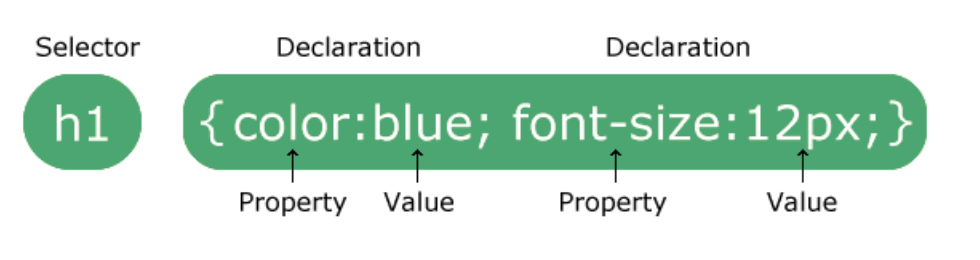 Selector Declaration Declaration
h1 {color:blue; font-size:12px;}
Property Value Property Value